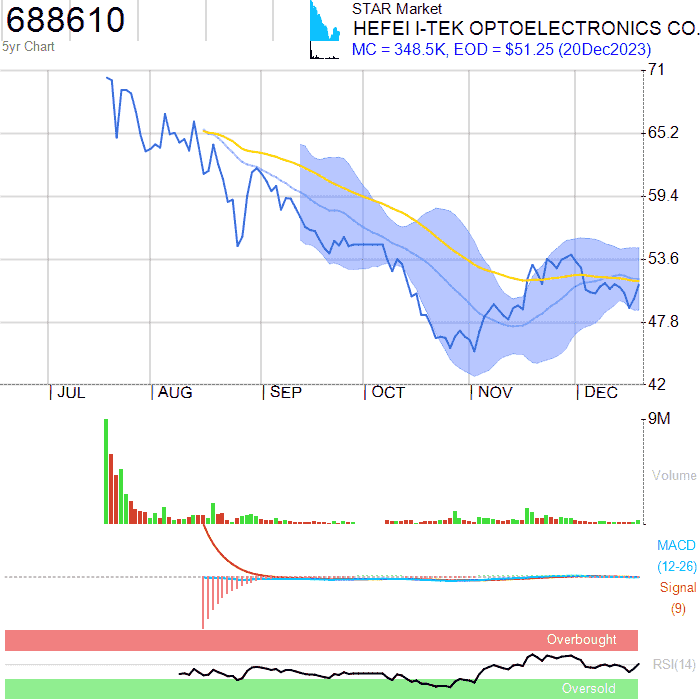 688610
5yr Chart
STAR Market
HEFEI I-TEK OPTOELECTRONICS CO.
MC = 348.5K, EOD = $51.25 (20Dec2023)
71
65.2
59.4
53.6
47.8
42
JUL AUG SEP OCT NOV DEC
9M
Volume
MACD
(12-26)
Signal
(9)
Overbought
RSI(14)
Oversold